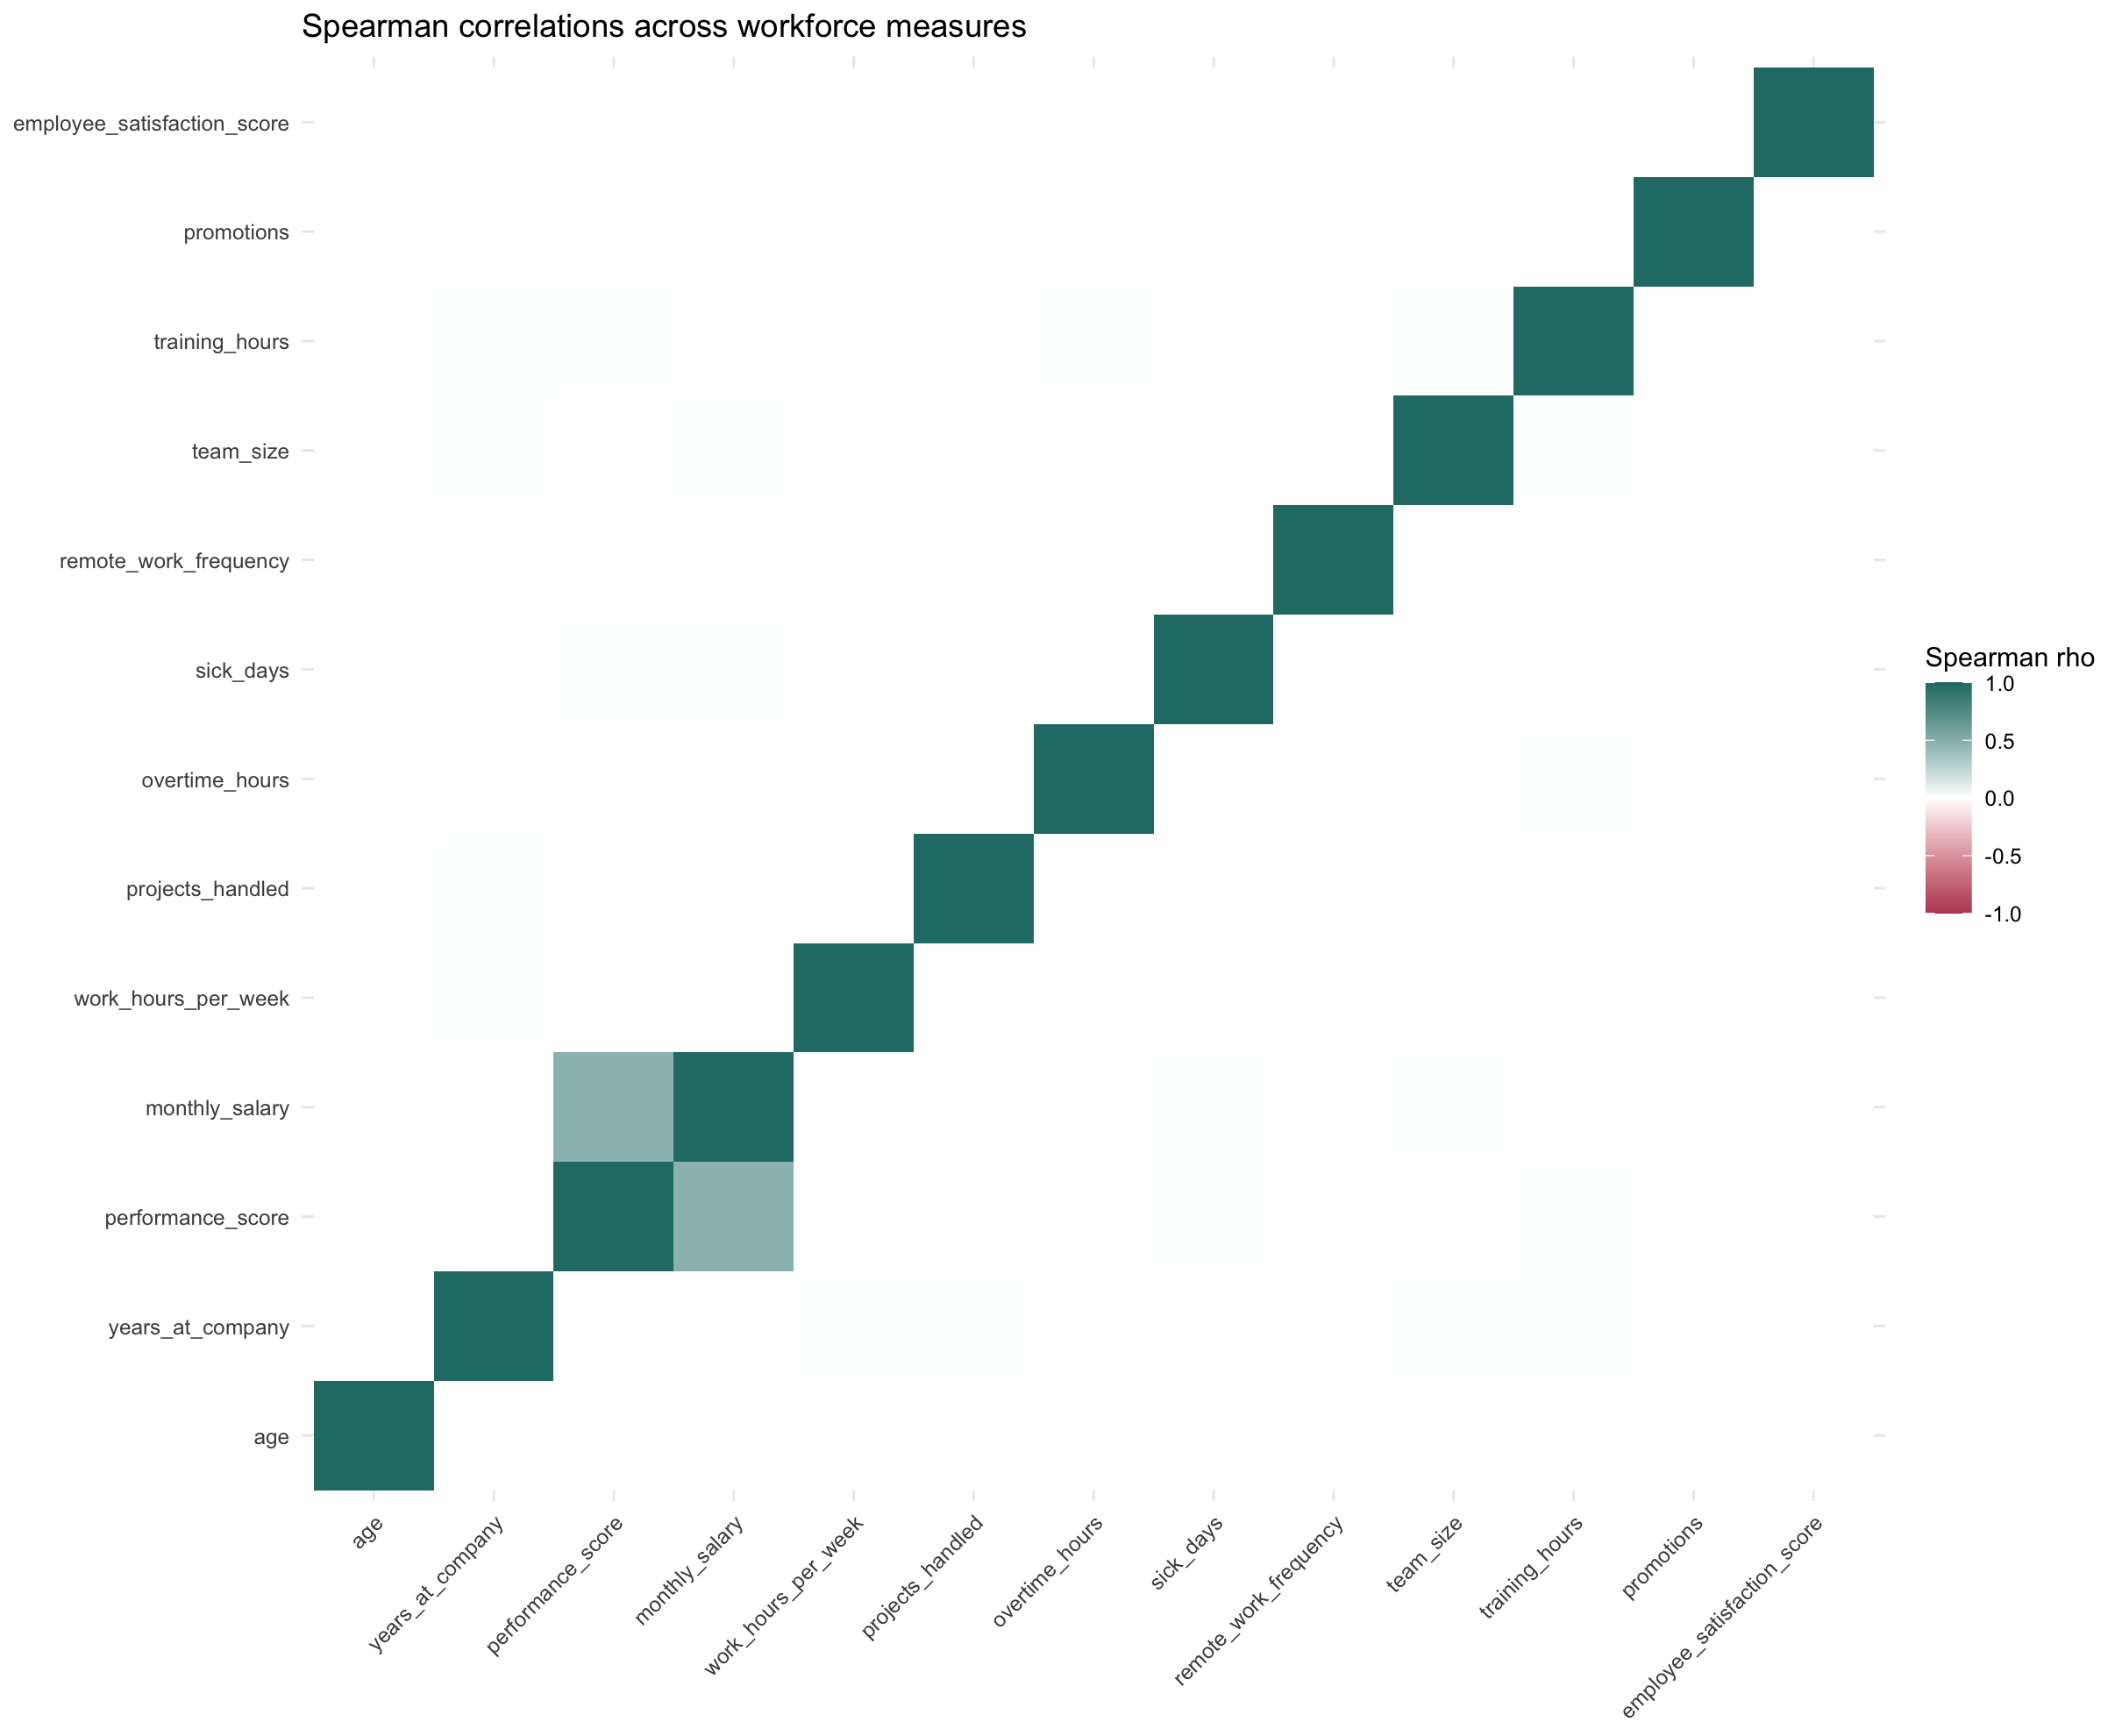 Spearman correlations across workforce measures
employee_satisfaction_score
promotions
training_hours
team_size
remote_work_frequency
sick_days
overtime_hours
projects_handled
work_hours_per_week
monthly_salary
performance_score
years_at_company
age
age
years_at_company
performance_score
monthly_salary
work_hours_per_week
projects_handled
overtime_hours
sick_days
remote_work_frequency
team_size
training_hours
promotions
employee_satisfaction_score
Spearman rho
1.0
0.5
0.0
-0.5
-1.0